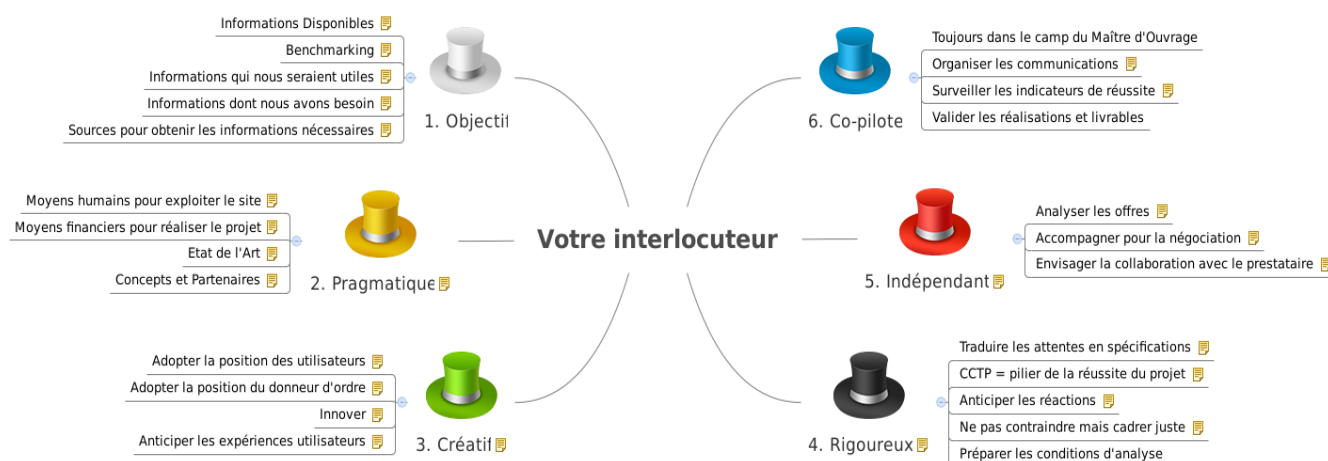 Votre interlocuteur
1. Objectif
Informations Disponibles
Benchmarking
Informations qui nous seraient utiles
Informations dont nous avons besoin
Sources pour obtenir les informations nécessaires
2. Pragmatique
Moyens humains pour exploiter le site
Moyens financiers pour réaliser le projet
Etat de l'Art
Concepts et Partenaires
3. Créatif
Adopter la position des utilisateurs
Adopter la position du donneur d'ordre
Innover
Anticiper les expériences utilisateurs
4. Rigoureux
Traduire les attentes en spécifications
CCTP = pilier de la réussite du projet
Anticiper les réactions
Ne pas contraindre mais cadrer juste
Préparer les conditions d'analyse
5. Indépendant
Analyser les offres
Accompagner pour la négociation
Envisager la collaboration avec le prestataire
6. Co-pilote
Toujours dans le camp du Maître d'Ouvrage
Organiser les communications
Surveiller les indicateurs de réussite
Valider les réalisations et livrables